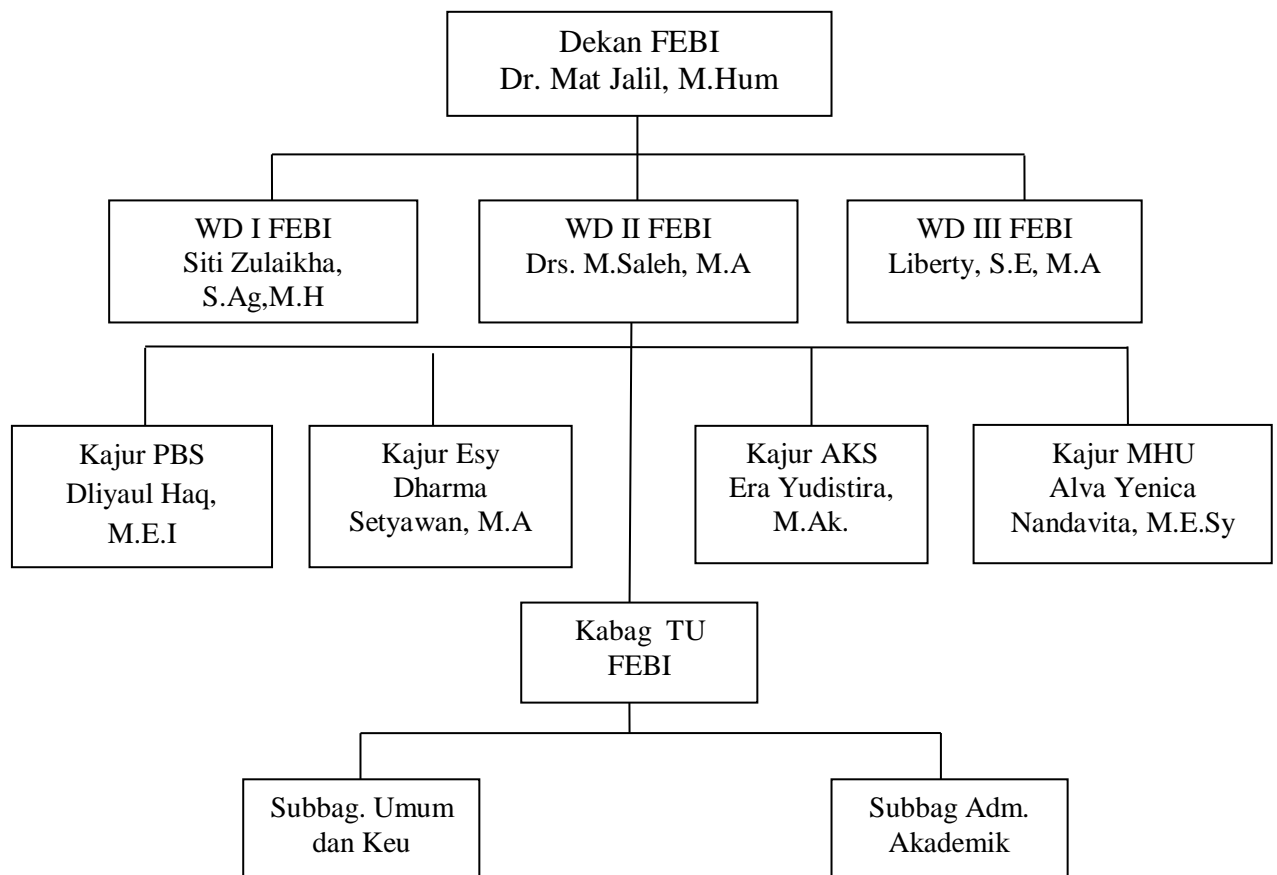 Dekan FEBI
Dr. Mat Jalil, M.Hum
WD I FEBI
Siti Zulaikha,
S.Ag,M.H
WD II FEBI
Drs. M.Saleh, M.A
WD III FEBI
Liberty, S.E, M.A
Kajur PBS
Dliyaul Haq,
M.E.I
Kajur Esy
Dharma
Setyawan, M.A
Kajur AKS
Era Yudistira,
M.Ak.
Kajur MHU
Alva Yenica
Nandavita, M.E.Sy
Kabag  TU
FEBI
Subbag. Umum
dan Keu
Subbag Adm.
Akademik